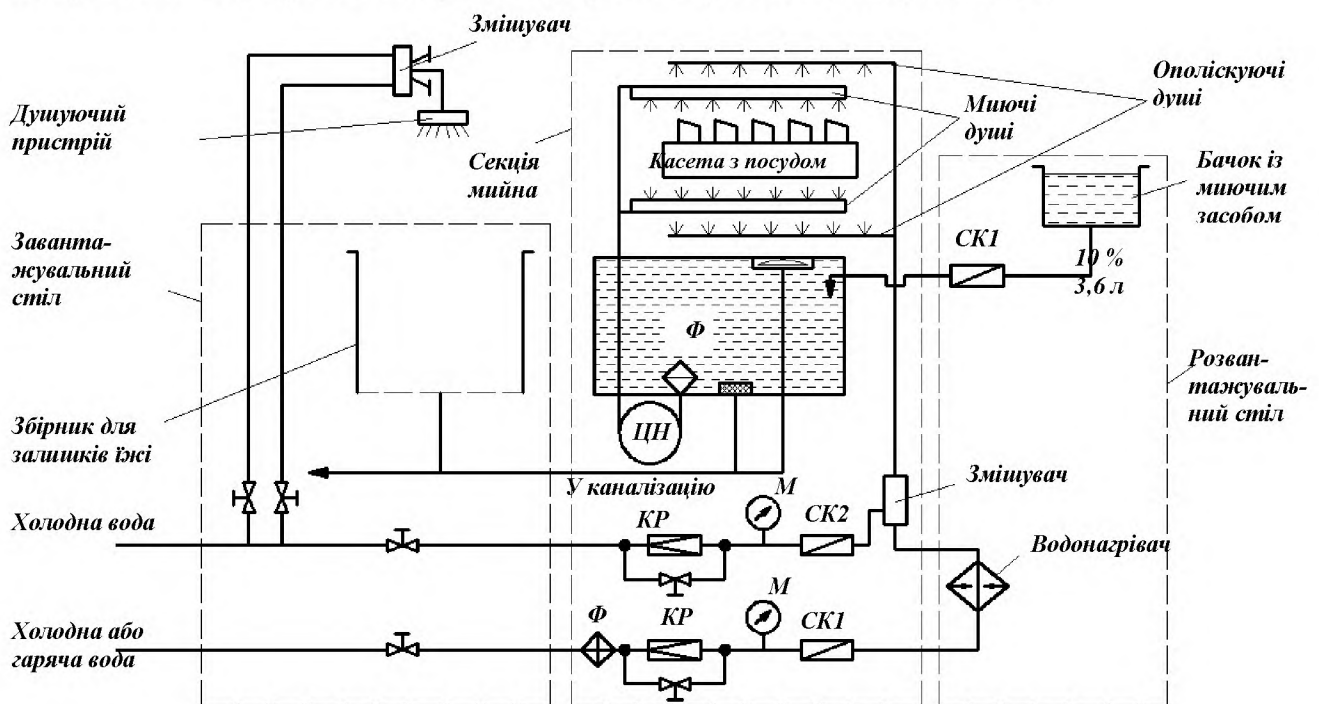 Змішувач
Душуючий
пристрій
Секція
мийна
Миючі
душі
Ополіскуючі
душі
Касета з посудом
Бачок із
миючим
засобом
Заванта-
жувальний
стіл
СК1
10 %
3,6 л
Ф
Розван-
тажуваль-
ний стіл
Збірник для
залишків їжі
ЦН
У каналізацію
Змішувач
М
КР
СК2
Холодна вода
Водонагрівач
М
Ф
КР
СК1
Холодна або
гаряча вода